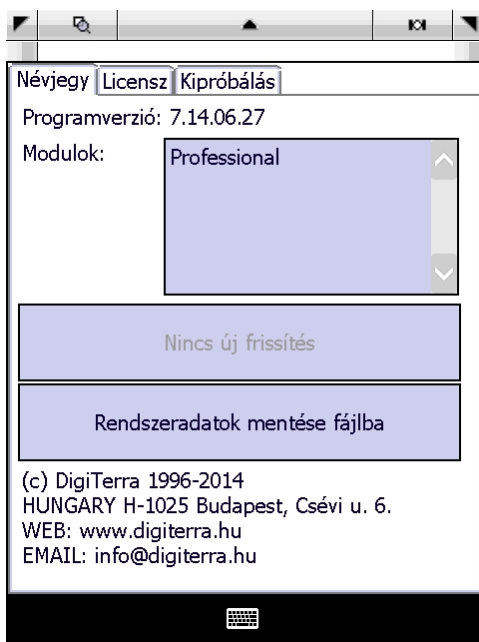 Névjegy Licensz Kipróbálás
Programverzió: 7.14.06.27
Modulok: Professional
Nincs új frissítés
Rendszeradatok mentése fájlba
(c) DigiTerra 1996-2014
HUNGARY H-1025 Budapest, Csévi u. 6.
WEB: www.digiterra.hu
EMAIL: info@digiterra.hu